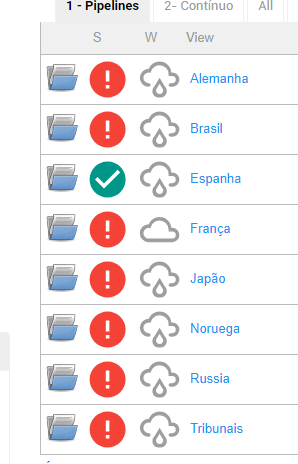 1 - Pipelines 2- Contínuo All
S W View
Alemanha
Brasil
Espanha
França
Japão
Noruega
Russia
Tribunais